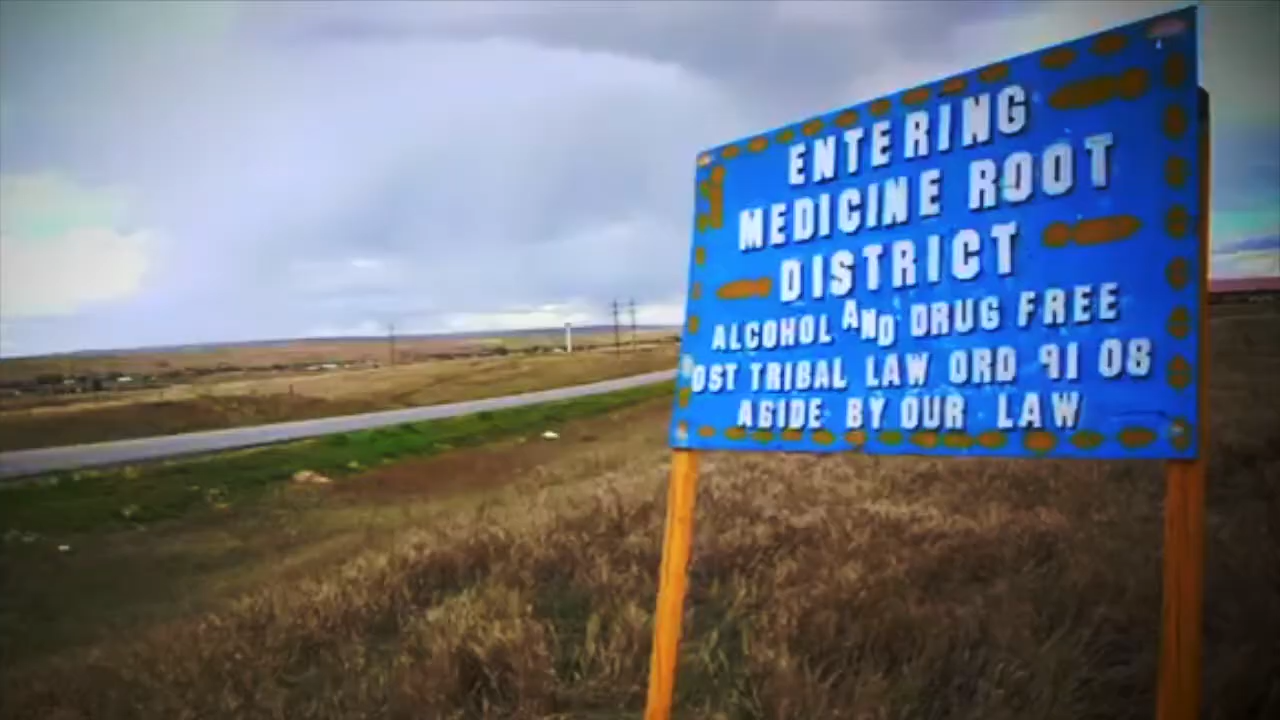 ENTERING
MEDICINE ROOT
DISTRICT
ALCOHOL AND DRUG FREE
OST TRIBAL LAW ORD 91 08
ABIDE BY OUR LAW